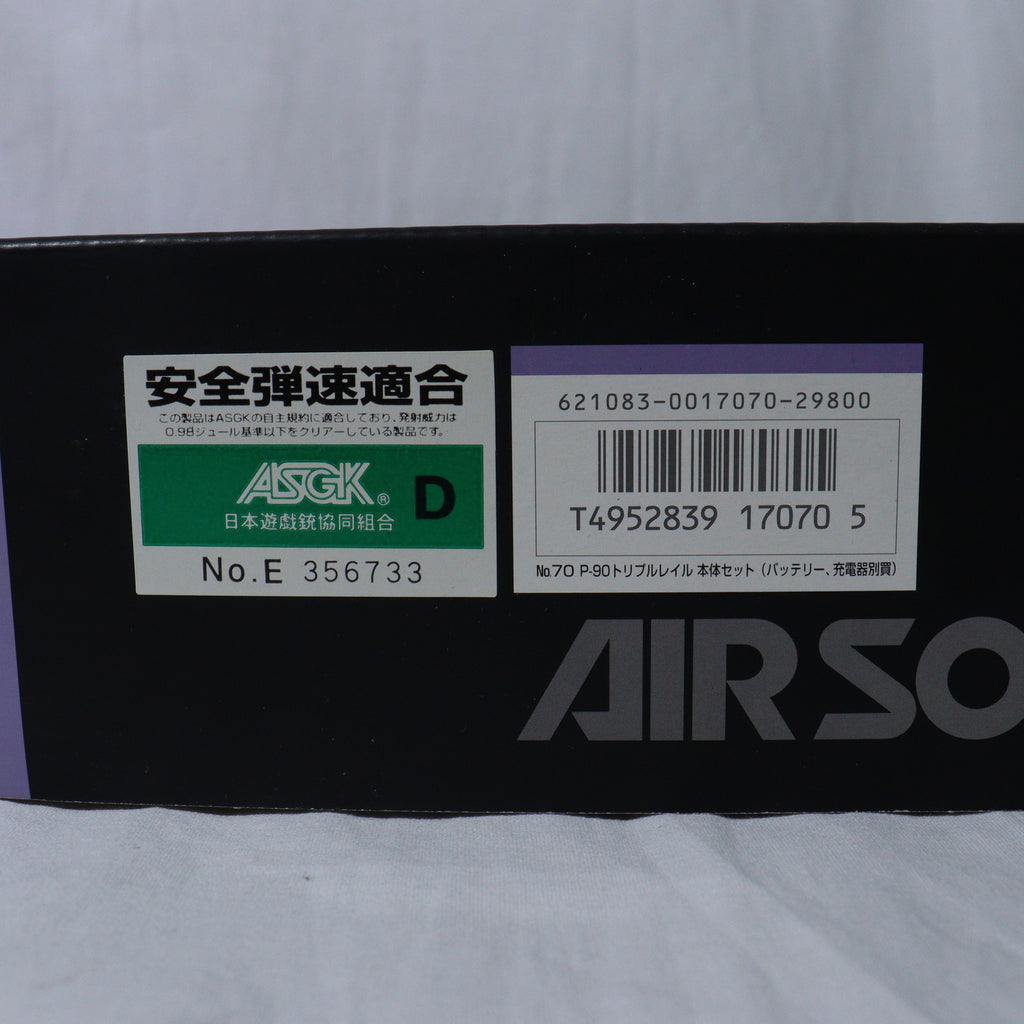 安全弾速適合
この製品はASGKの自主規約に適合しており、発射威力は
0.98ジュール基準以下をクリアーしている製品です。
ASGK® D
日本遊戯銃協同組合
No.E 356733
621083-0017070-29800
T4952839 17070 5
No.70 P-90トリプルレイル 本体セット（バッテリー、充電器別買）
AIRSO